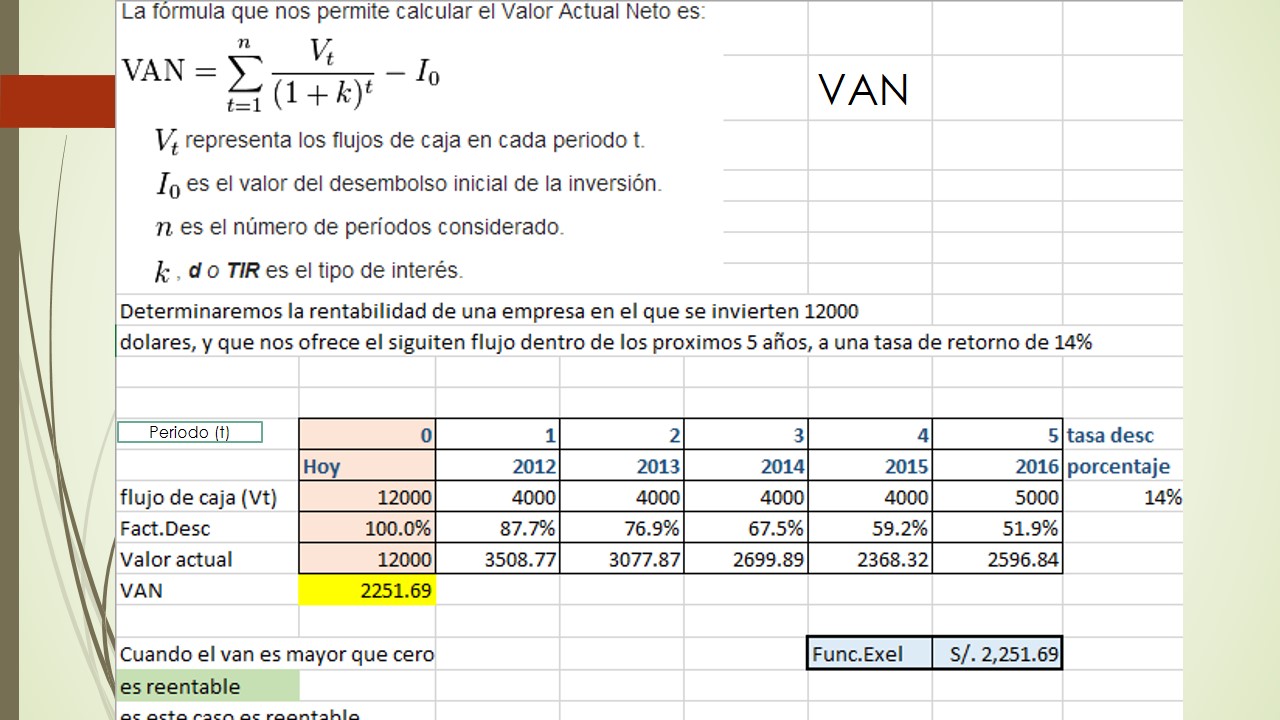 La fórmula que nos permite calcular el Valor Actual Neto es:
VAN = \sum_{t=1}^{n} \frac{V_t}{(1+k)^t} - I_0
VAN
V_t representa los flujos de caja en cada periodo t.
I_0 es el valor del desembolso inicial de la inversión.
n es el número de períodos considerado.
k , d o TIR es el tipo de interés.
Determinaremos la rentabilidad de una empresa en el que se invierten 12000
dolares, y que nos ofrece el siguiten flujo dentro de los proximos 5 años, a una tasa de retorno de 14%
Periodo (t) 0 1 2 3 4 5 tasa desc
Hoy 2012 2013 2014 2015 2016 porcentaje
flujo de caja (Vt) 12000 4000 4000 4000 4000 5000 14%
Fact.Desc 100.0% 87.7% 76.9% 67.5% 59.2% 51.9%
Valor actual 12000 3508.77 3077.87 2699.89 2368.32 2596.84
VAN 2251.69
Cuando el van es mayor que cero Func.Exel S/. 2,251.69
es reentable
es este caso es reentable